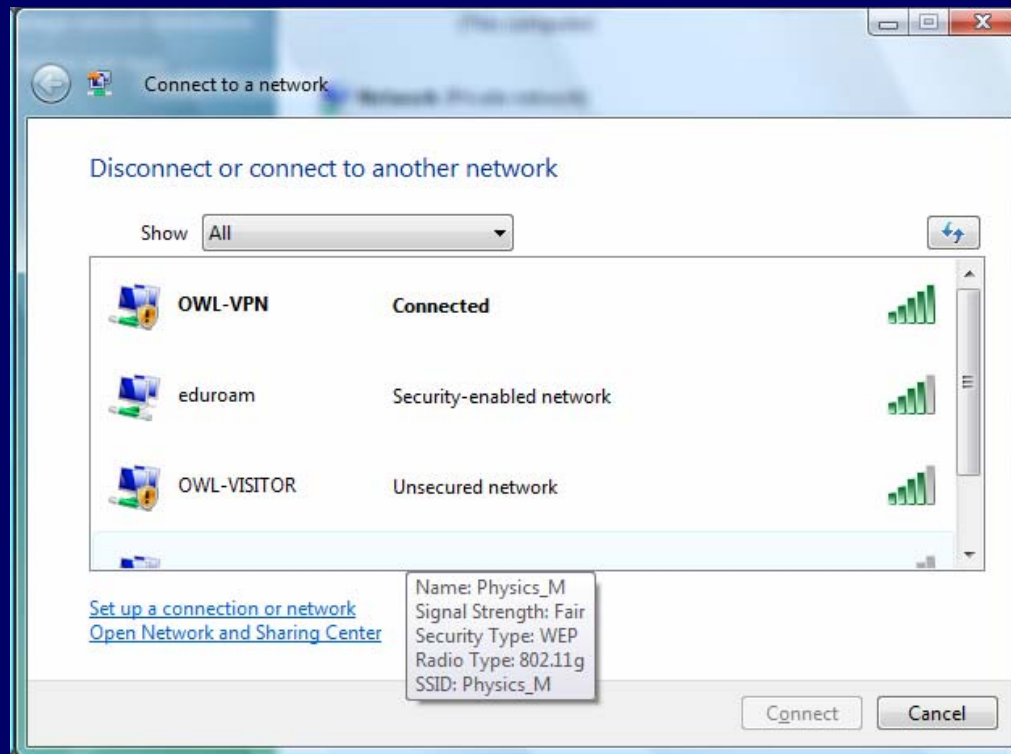 Connect to a network
Disconnect or connect to another network
Show All
OWL-VPN Connected
eduroam Security-enabled network
OWL-VISITOR Unsecured network
Name: Physics_M
Signal Strength: Fair
Security Type: WEP
Radio Type: 802.11g
SSID: Physics_M
Set up a connection or network
Open Network and Sharing Center
Connect Cancel